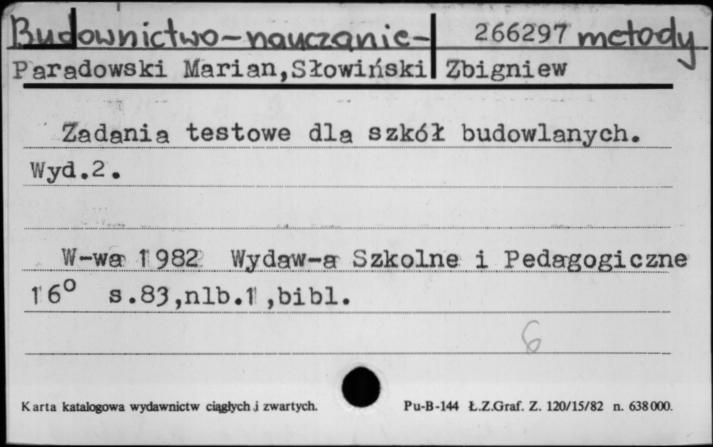 Budownictwo-nauczanie- 266297 metody
Paradowski Marian,Słowiński Zbigniew
Zadania testowe dla szkół budowlanych.
Wyd.2.
W-wa 1982 Wydaw-a Szkolne i Pedagogiczne
16° s.83,nlb.1,bibl.
6
Karta katalogowa wydawnictw ciągłych i zwartych. Pu-B-144 Ł.Z.Graf. Z. 120/15/82 n. 638000.